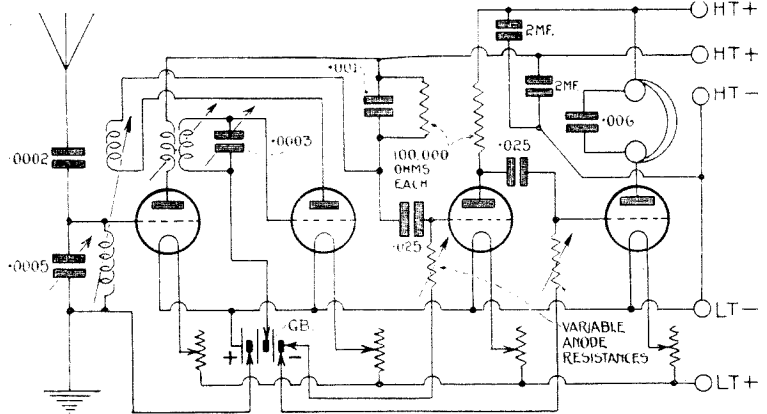 HT+
2MF.
HT+
.001
2MF.
HT-
.0003
.006
.0002
100,000
OHMS
EACH
.025
.025
.0005
GB.
LT-
VARIABLE
ANODE
RESISTANCES
+
-
LT+